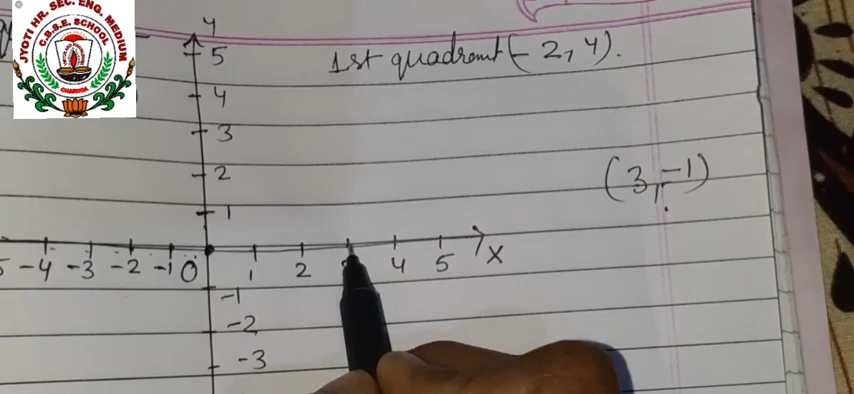 JYOTI HR. SEC. ENG. MEDIUM
C.B.S.E. SCHOOL
CHARODA
Y
1st quadrant (- 2, 4).
5
4
3
(3, -1)
2
1
-4 -3 -2 -1 0 1 2 4 5 X
-1
-2
-3